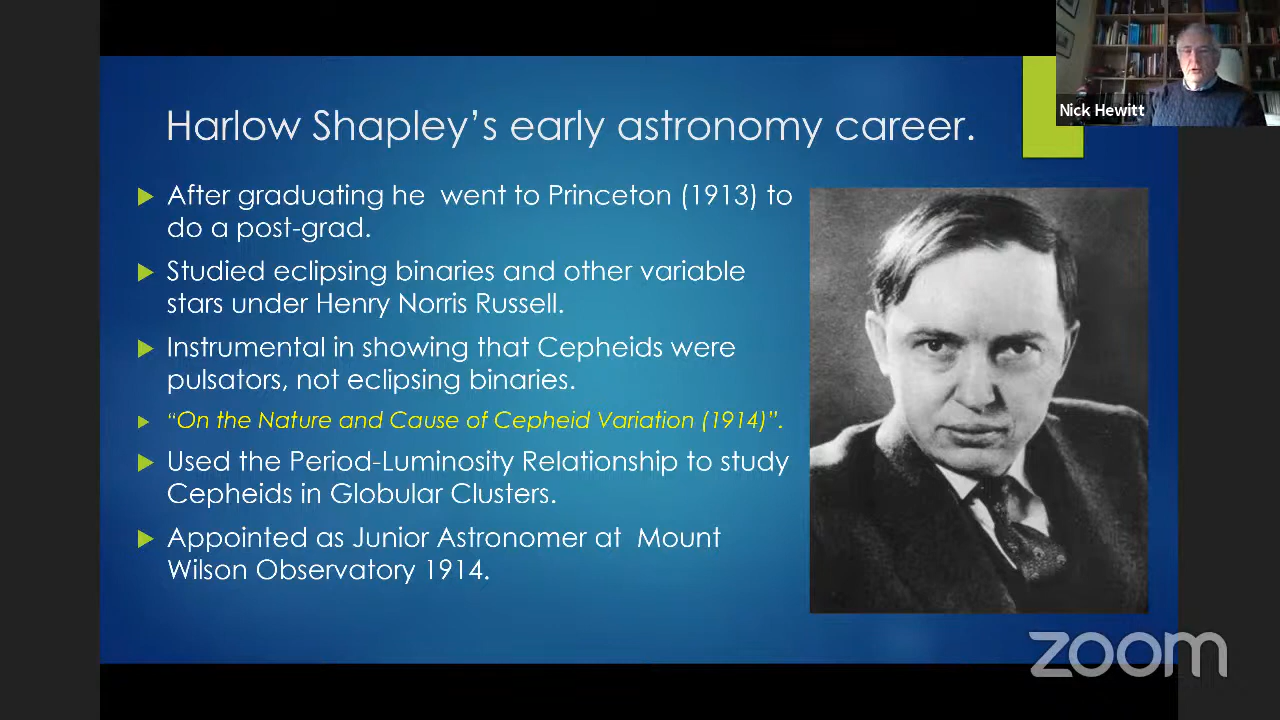 Harlow Shapley's early astronomy career.
Nick Hewitt
After graduating he went to Princeton (1913) to
do a post-grad.
Studied eclipsing binaries and other variable
stars under Henry Norris Russell.
Instrumental in showing that Cepheids were
pulsators, not eclipsing binaries.
“On the Nature and Cause of Cepheid Variation (1914)”.
Used the Period-Luminosity Relationship to study
Cepheids in Globular Clusters.
Appointed as Junior Astronomer at Mount
Wilson Observatory 1914.
zoom